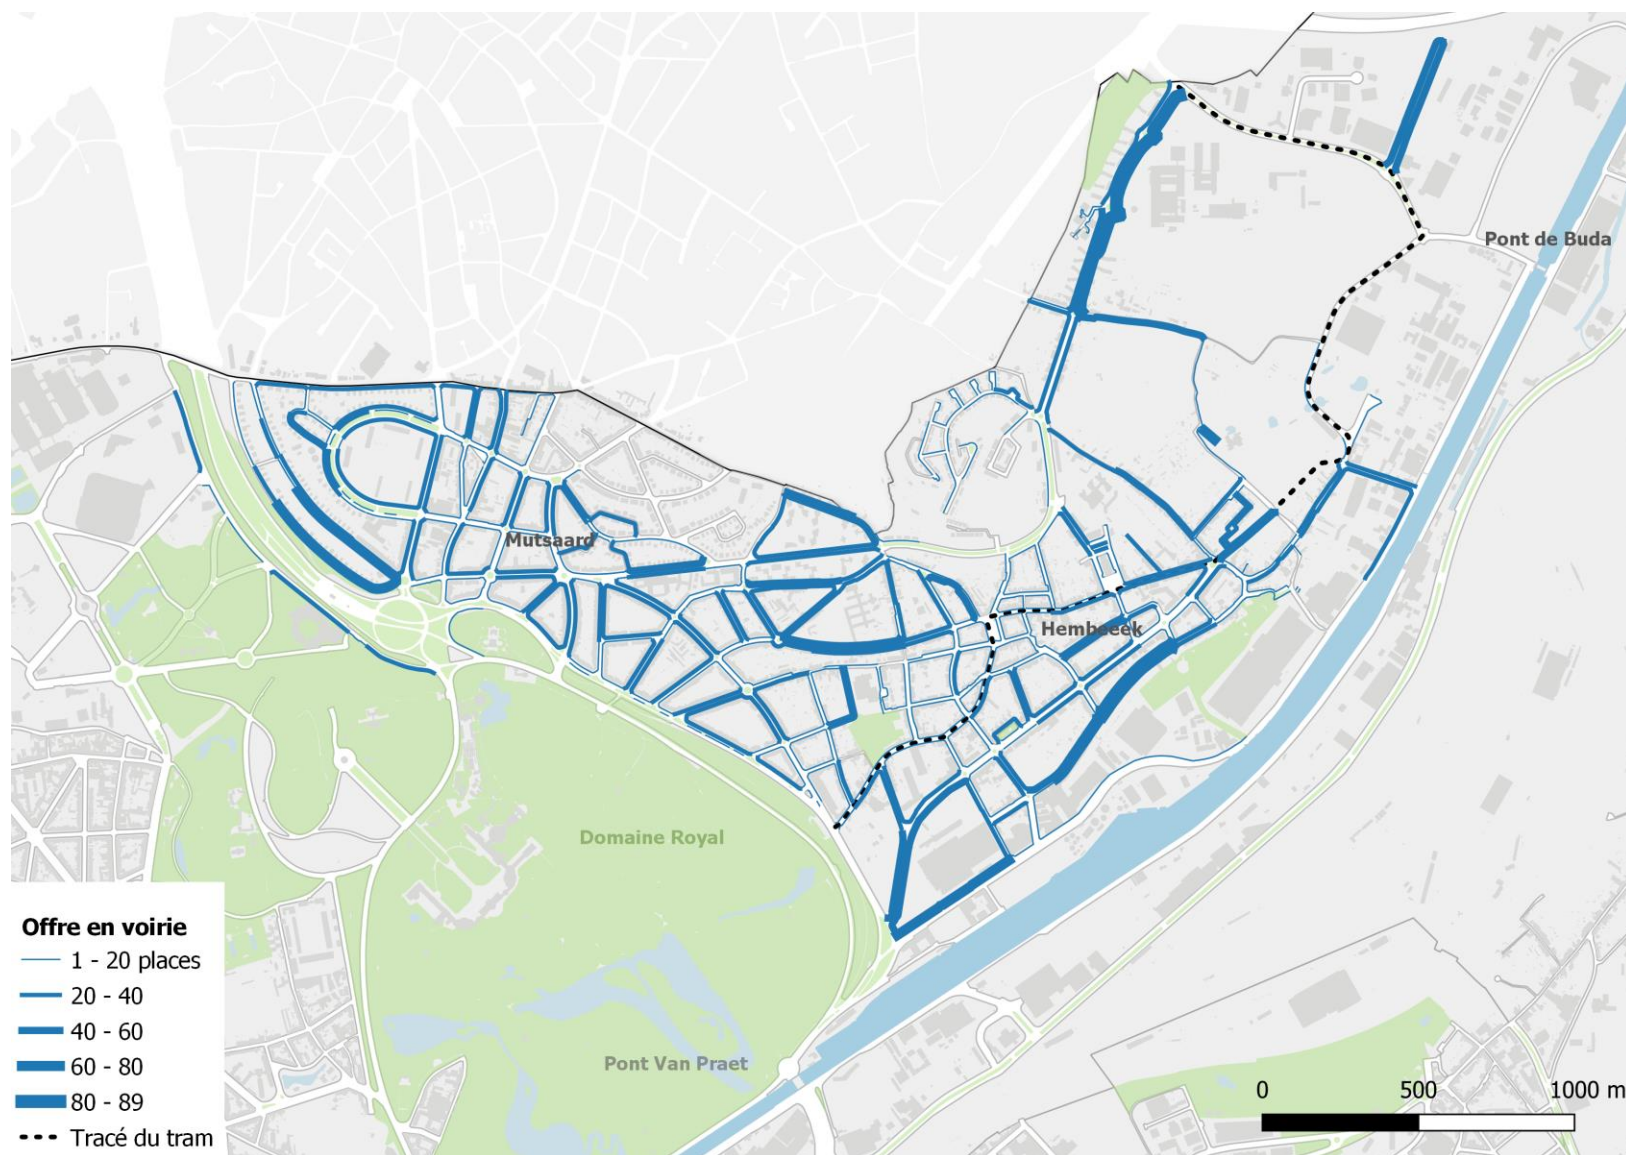 Pont de Buda
Mutsaard
Hembeeek
Domaine Royal
Pont Van Praet
Offre en voirie
1 - 20 places
20 - 40
40 - 60
60 - 80
80 - 89
Tracé du tram
0 500 1000 m